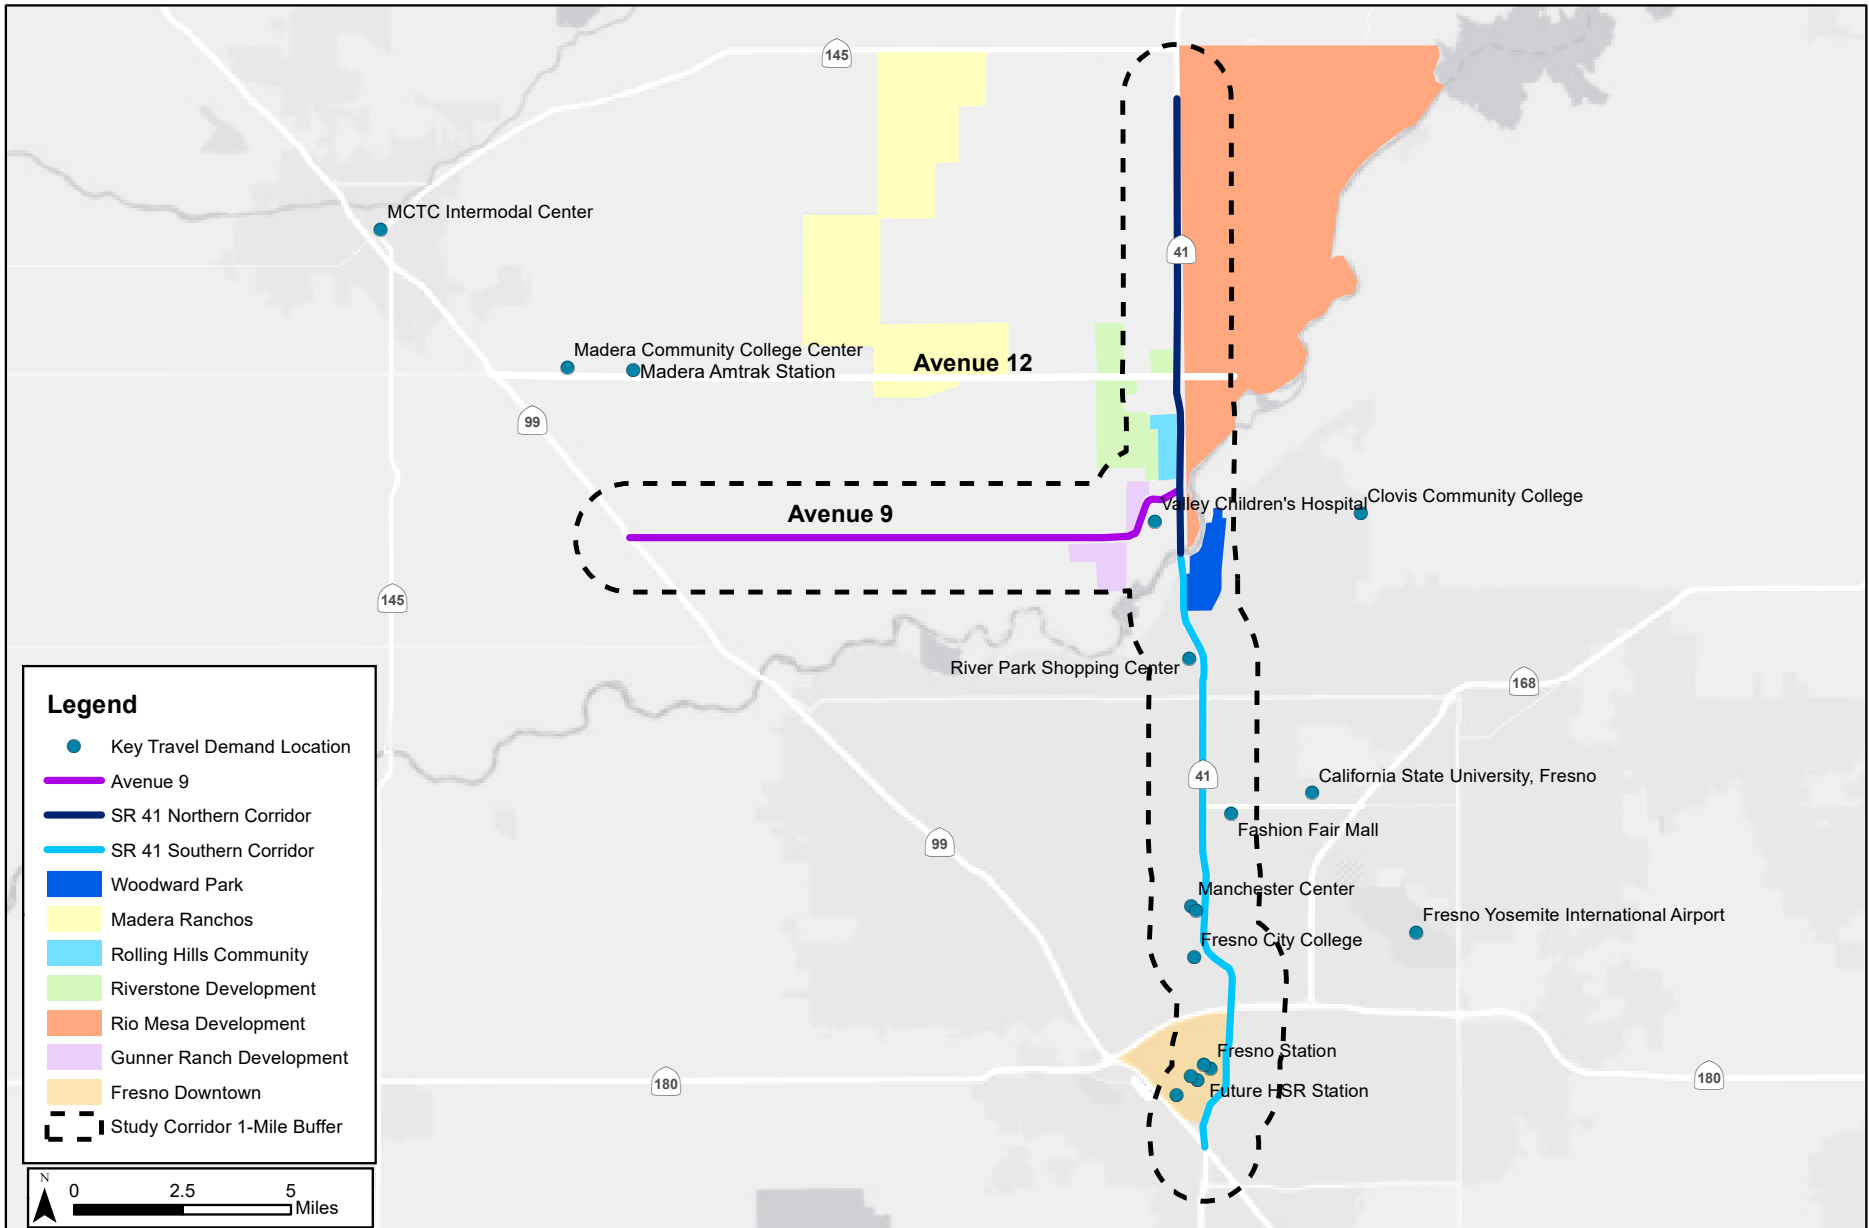 145
41
MCTC Intermodal Center
Madera Community College Center
Madera Amtrak Station
Avenue 12
99
Avenue 9
Valley Children's Hospital
Clovis Community College
145
River Park Shopping Center
168
41
California State University, Fresno
Fashion Fair Mall
99
Manchester Center
Fresno Yosemite International Airport
Fresno City College
Fresno Station
Future HSR Station
180
180
Legend
Key Travel Demand Location
Avenue 9
SR 41 Northern Corridor
SR 41 Southern Corridor
Woodward Park
Madera Ranchos
Rolling Hills Community
Riverstone Development
Rio Mesa Development
Gunner Ranch Development
Fresno Downtown
Study Corridor 1-Mile Buffer
N
0 2.5 5
Miles